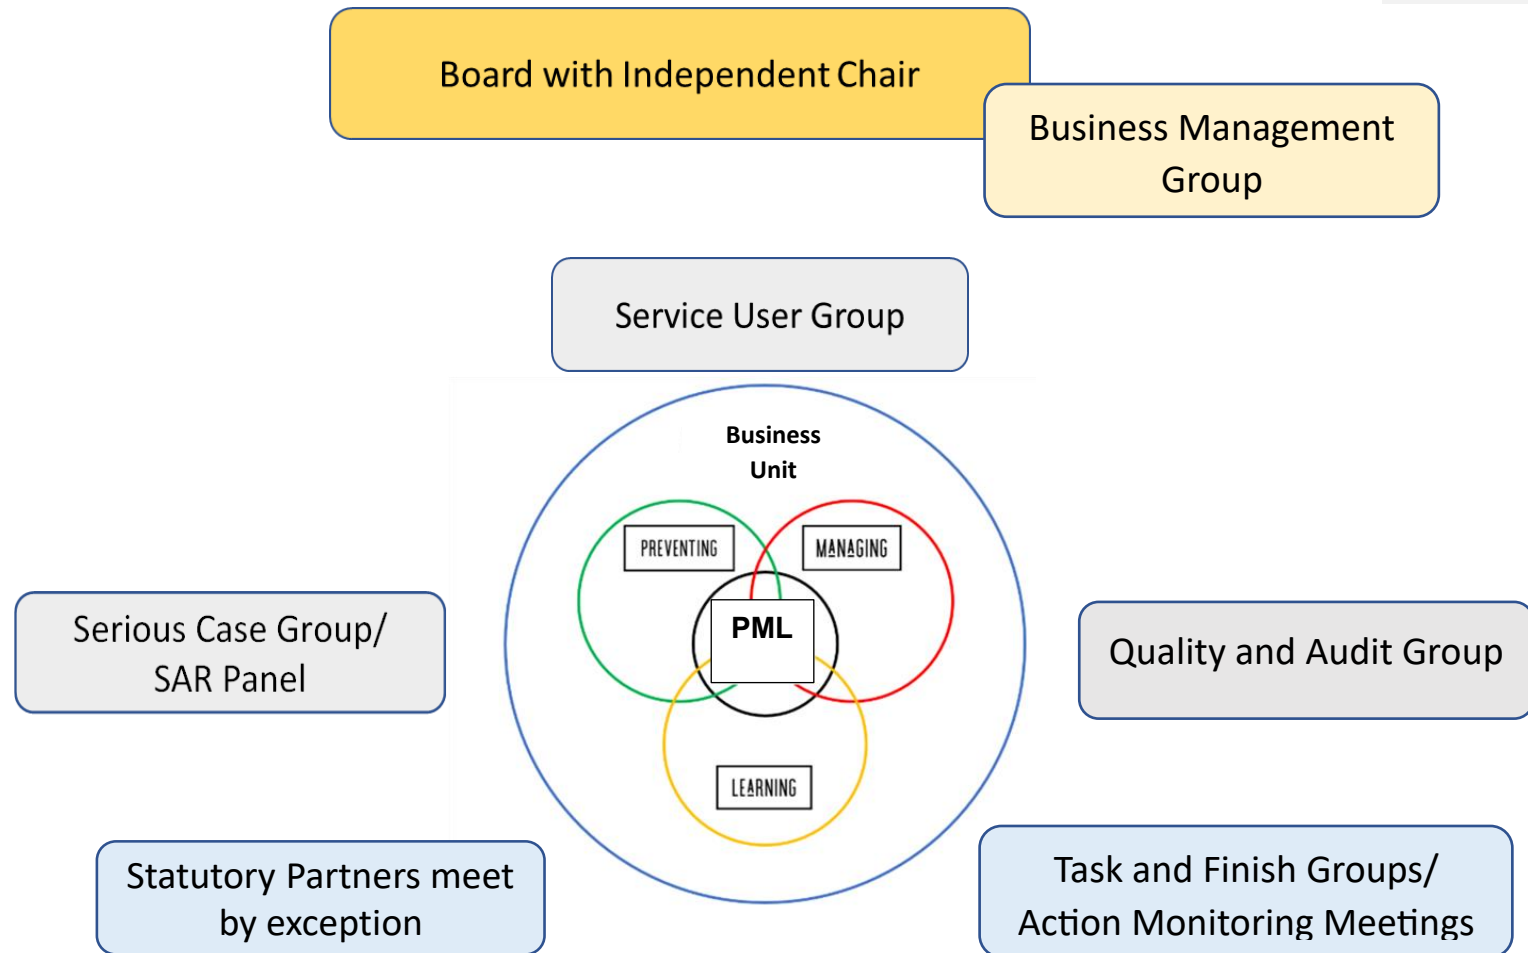 Board with Independent Chair
Business Management
Group
Service User Group
Business
Unit
PREVENTING
MANAGING
PML
Serious Case Group/
SAR Panel
Quality and Audit Group
LEARNING
Statutory Partners meet
by exception
Task and Finish Groups/
Action Monitoring Meetings